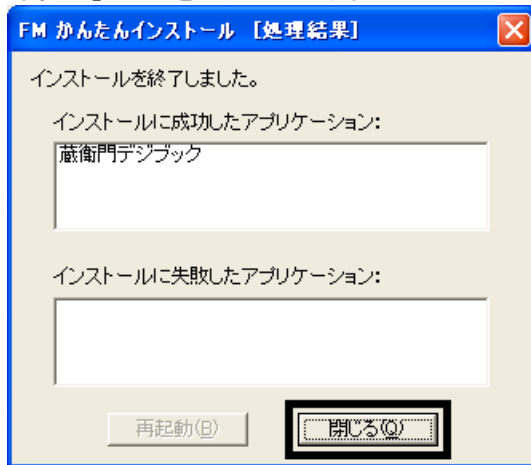 FM かんたんインストール [処理結果]
インストールを終了しました。
インストールに成功したアプリケーション:
蔵衛門デジブック
インストールに失敗したアプリケーション:
再起動(B) 閉じる(Q)